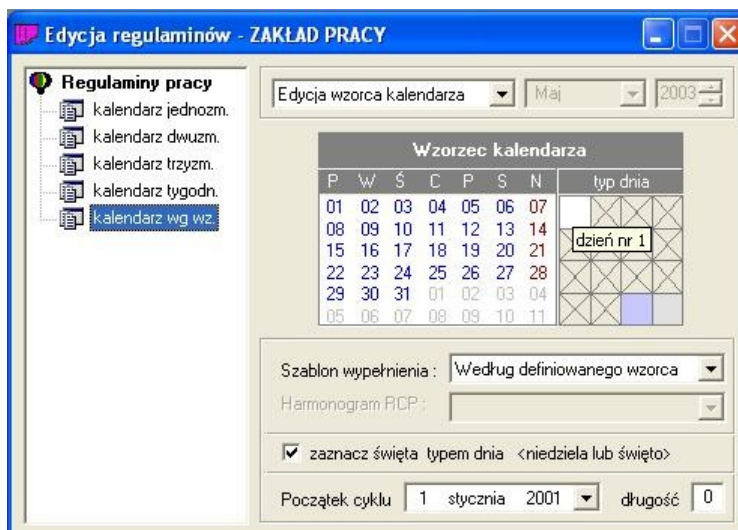 Edycja regulaminów - ZAKŁAD PRACY
Regulaminy pracy
kalendarz jednozm.
kalendarz dwuzm.
kalendarz trzyzm.
kalendarz tygodn.
kalendarz wg wz.
Edycja wzorca kalendarza Maj 2003
Wzorzec kalendarza
P W Ś C P S N typ dnia
01 02 03 04 05 06 07
08 09 10 11 12 13 14
dzień nr 1
15 16 17 18 19 20 21
22 23 24 25 26 27 28
29 30 31 01 02 03 04
05 06 07 08 09 10 11
Szablon wypełnienia : Według definiowanego wzorca
Harmonogram RCP :
zaznacz święta typem dnia <niedziela lub święto>
Początek cyklu 1 stycznia 2001 długość 0